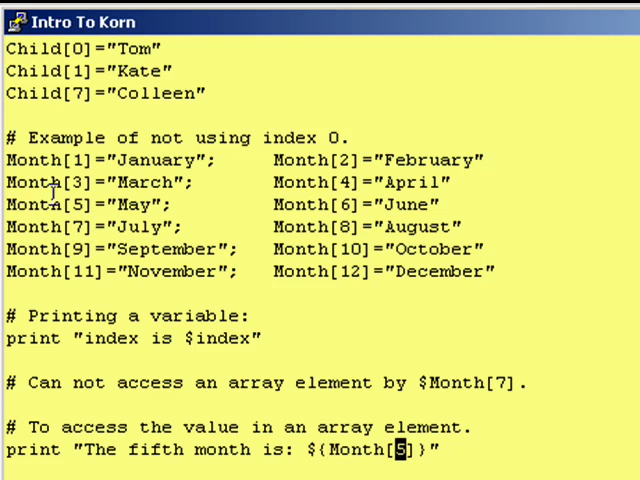 Intro To Korn
Child[0]="Tom"
Child[1]="Kate"
Child[7]="Colleen"
# Example of not using index 0.
Month[1]="January"; Month[2]="February"
Month[3]="March"; Month[4]="April"
Month[5]="May"; Month[6]="June"
Month[7]="July"; Month[8]="August"
Month[9]="September"; Month[10]="October"
Month[11]="November"; Month[12]="December"
# Printing a variable:
print "index is $index"
# Can not access an array element by $Month[7].
# To access the value in an array element.
print "The fifth month is: ${Month[5]}"